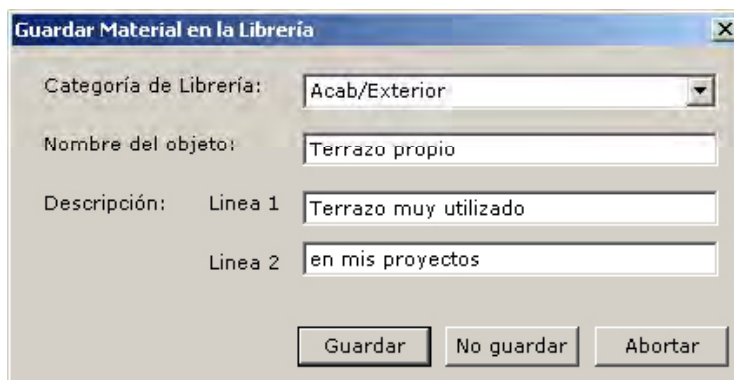 Guardar Material en la Librería
Categoría de Librería: Acab/Exterior
Nombre del objeto: Terrazo propio
Descripción: Linea 1 Terrazo muy utilizado
Linea 2 en mis proyectos
Guardar No guardar Abortar